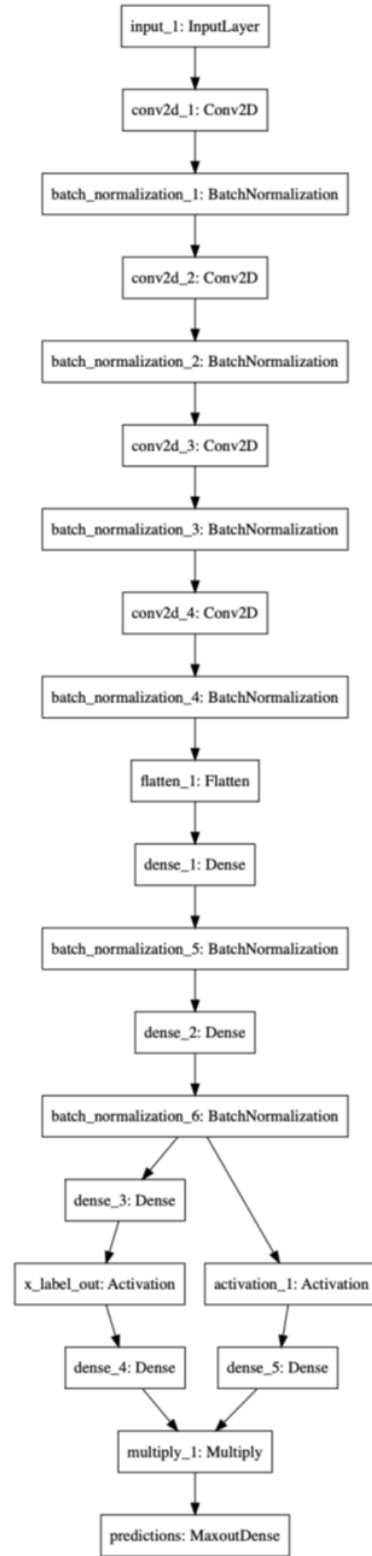 input_1: InputLayer
conv2d_1: Conv2D
batch_normalization_1: BatchNormalization
conv2d_2: Conv2D
batch_normalization_2: BatchNormalization
conv2d_3: Conv2D
batch_normalization_3: BatchNormalization
conv2d_4: Conv2D
batch_normalization_4: BatchNormalization
flatten_1: Flatten
dense_1: Dense
batch_normalization_5: BatchNormalization
dense_2: Dense
batch_normalization_6: BatchNormalization
dense_3: Dense
x_label_out: Activation
activation_1: Activation
dense_4: Dense
dense_5: Dense
multiply_1: Multiply
predictions: MaxoutDense